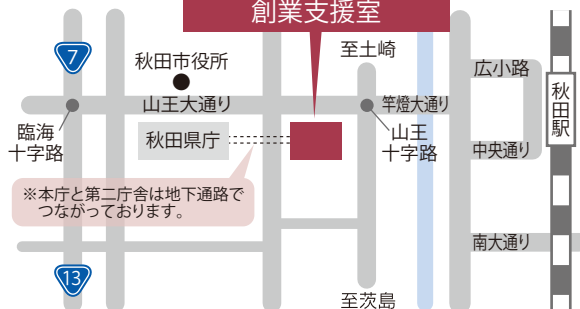 創業支援室
7
秋田市役所
至土崎
広小路
秋田駅
山王大通り
竿燈大通り
臨海
十字路
秋田県庁
山王
十字路
中央通り
※本庁と第二庁舎は地下通路で
つながっております。
南大通り
13
至茨島